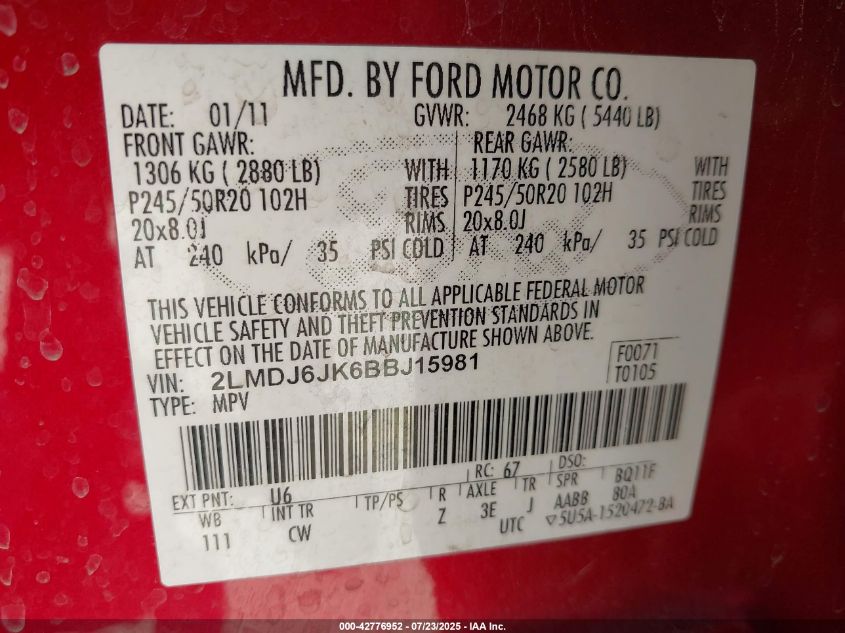 MFD. BY FORD MOTOR CO.
DATE: 01/11 GVWR: 2468 KG ( 5440 LB)
FRONT GAWR: REAR GAWR:
1306 KG ( 2880 LB) WITH 1170 KG ( 2580 LB) WITH
P245/50R20 102H TIRES P245/50R20 102H TIRES
20x8.0J RIMS 20x8.0J RIMS
AT 240 kPa/ 35 PSI COLD AT 240 kPa/ 35 PSI COLD
THIS VEHICLE CONFORMS TO ALL APPLICABLE FEDERAL MOTOR
VEHICLE SAFETY AND THEFT PREVENTION STANDARDS IN
EFFECT ON THE DATE OF MANUFACTURE SHOWN ABOVE.
VIN: 2LMDJ6JK6BBJ15981 F0071
TYPE: MPV T0105
EXT PNT: U6 RC: 67 DSO:
WB INT TR TP/PS R AXLE TR SPR BQ11F
111 CW Z 3E J AABB 80A
UTC ▽5U5A-1520472-BA
000-42776952 | 07/23/2025 - IAA Inc.